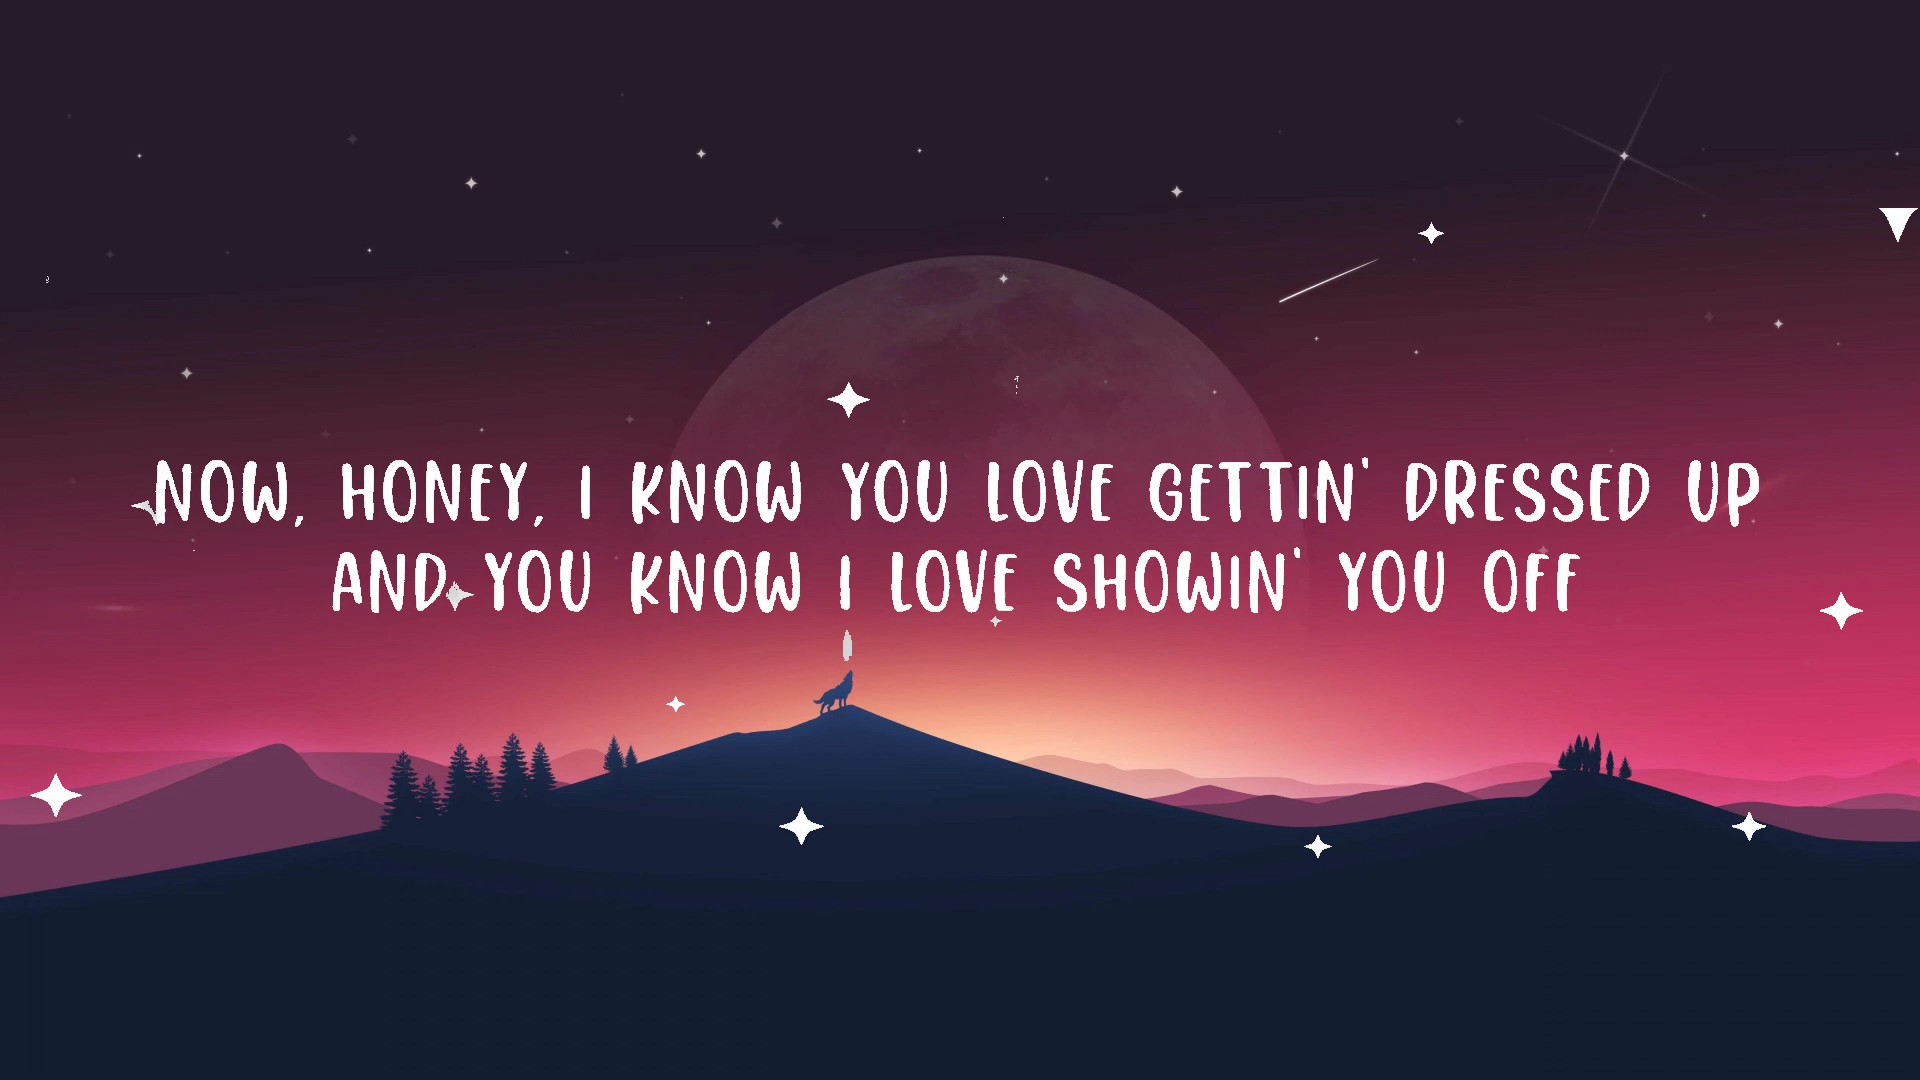 NOW, HONEY, I KNOW YOU LOVE GETTIN' DRESSED UP
AND YOU KNOW I LOVE SHOWIN' YOU OFF